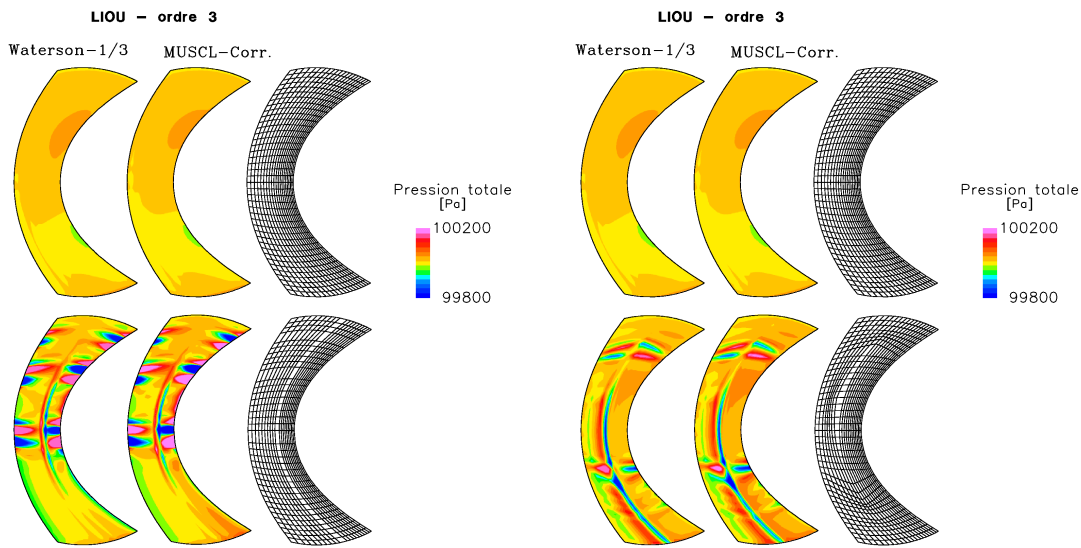 LIOU – ordre 3
Waterson–1/3 MUSCL–Corr.
Pression totale
[Pa]
100200
99800
LIOU – ordre 3
Waterson–1/3 MUSCL–Corr.
Pression totale
[Pa]
100200
99800